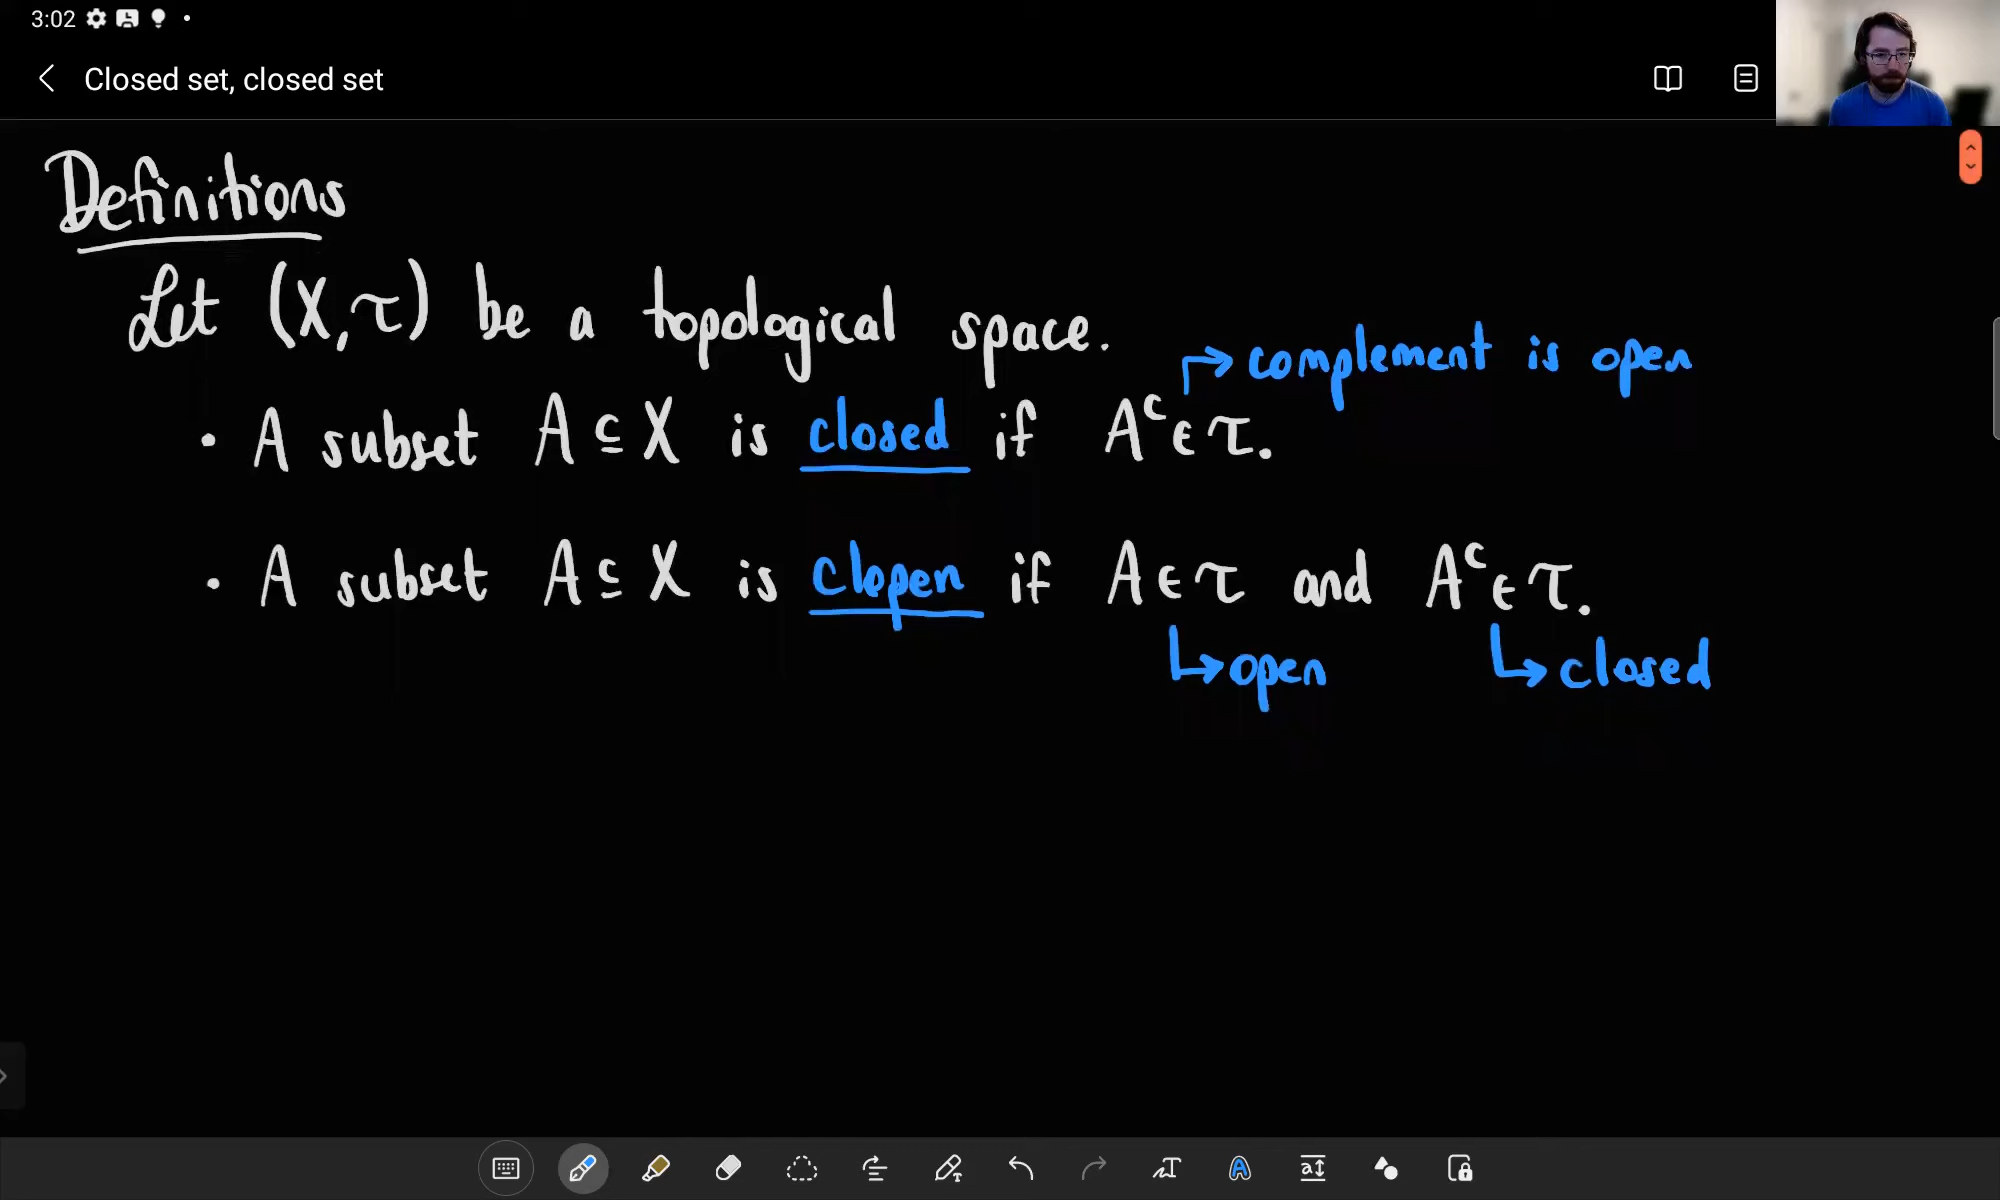 3:02
Closed set, closed set
Definitions
Let (X,τ) be a topological space.
↱ complement is open
• A subset A ⊆ X is closed if Aᶜ ∈ τ.
• A subset A ⊆ X is clopen if A ∈ τ and Aᶜ ∈ τ.
↳ open ↳ closed